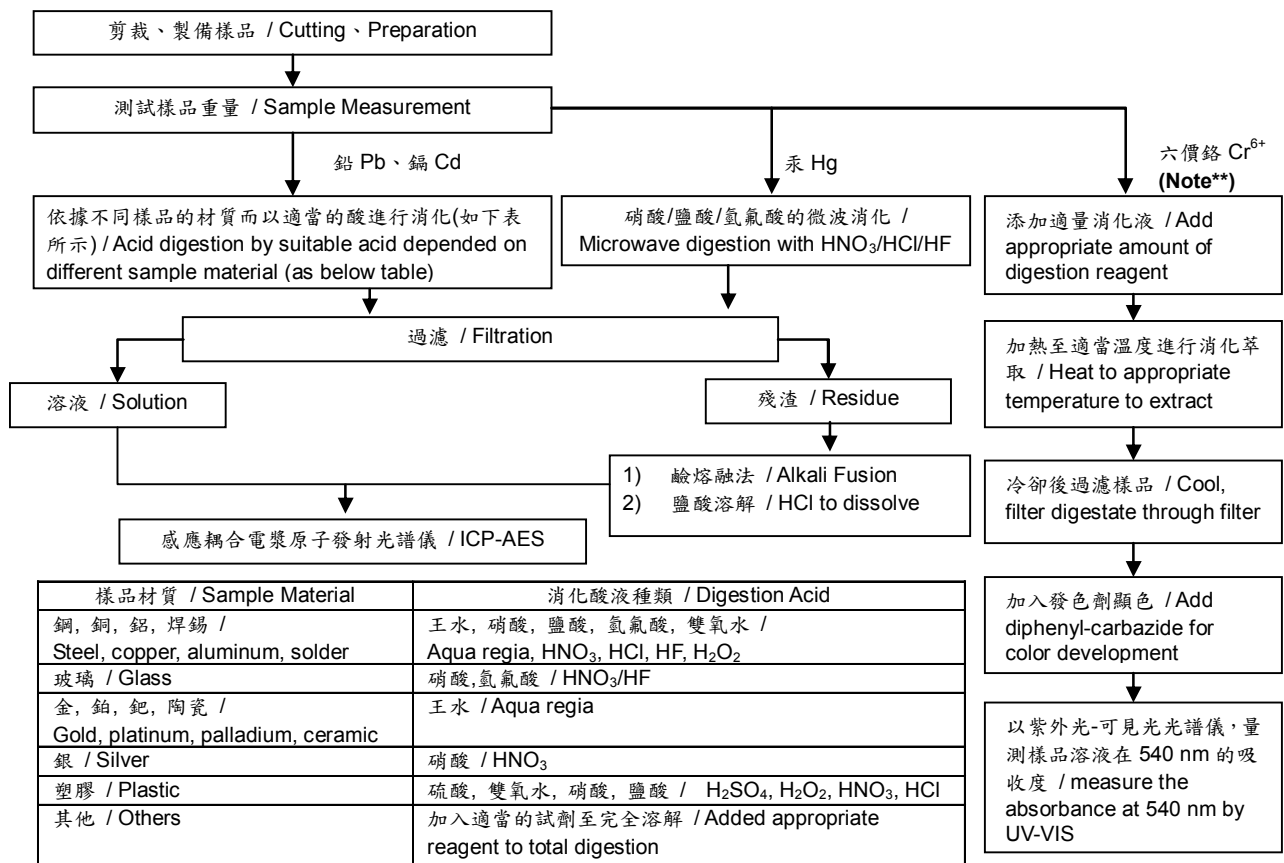 剪裁、製備樣品 / Cutting、Preparation
測試樣品重量 / Sample Measurement
鉛 Pb、鎘 Cd
汞 Hg
六價鉻 Cr⁶⁺
(Note**)
依據不同樣品的材質而以適當的酸進行消化(如下表
所示) / Acid digestion by suitable acid depended on
different sample material (as below table)
硝酸/鹽酸/氫氟酸的微波消化 /
Microwave digestion with HNO₃/HCl/HF
添加適量消化液 / Add
appropriate amount of
digestion reagent
過濾 / Filtration
加熱至適當溫度進行消化萃
取 / Heat to appropriate
temperature to extract
溶液 / Solution
殘渣 / Residue
1) 鹼熔融法 / Alkali Fusion
2) 鹽酸溶解 / HCl to dissolve
冷卻後過濾樣品 / Cool,
filter digestate through filter
感應耦合電漿原子發射光譜儀 / ICP-AES
加入發色劑顯色 / Add
diphenyl-carbazide for
color development
以紫外光-可見光光譜儀，量
測樣品溶液在 540 nm 的吸
收度 / measure the
absorbance at 540 nm by
UV-VIS
樣品材質 / Sample Material
消化酸液種類 / Digestion Acid
鋼, 銅, 鋁, 焊錫 /
Steel, copper, aluminum, solder
王水, 硝酸, 鹽酸, 氫氟酸, 雙氧水 /
Aqua regia, HNO₃, HCl, HF, H₂O₂
玻璃 / Glass
硝酸,氫氟酸 / HNO₃/HF
金, 鉑, 鈀, 陶瓷 /
Gold, platinum, palladium, ceramic
王水 / Aqua regia
銀 / Silver
硝酸 / HNO₃
塑膠 / Plastic
硫酸, 雙氧水, 硝酸, 鹽酸 / H₂SO₄, H₂O₂, HNO₃, HCl
其他 / Others
加入適當的試劑至完全溶解 / Added appropriate
reagent to total digestion